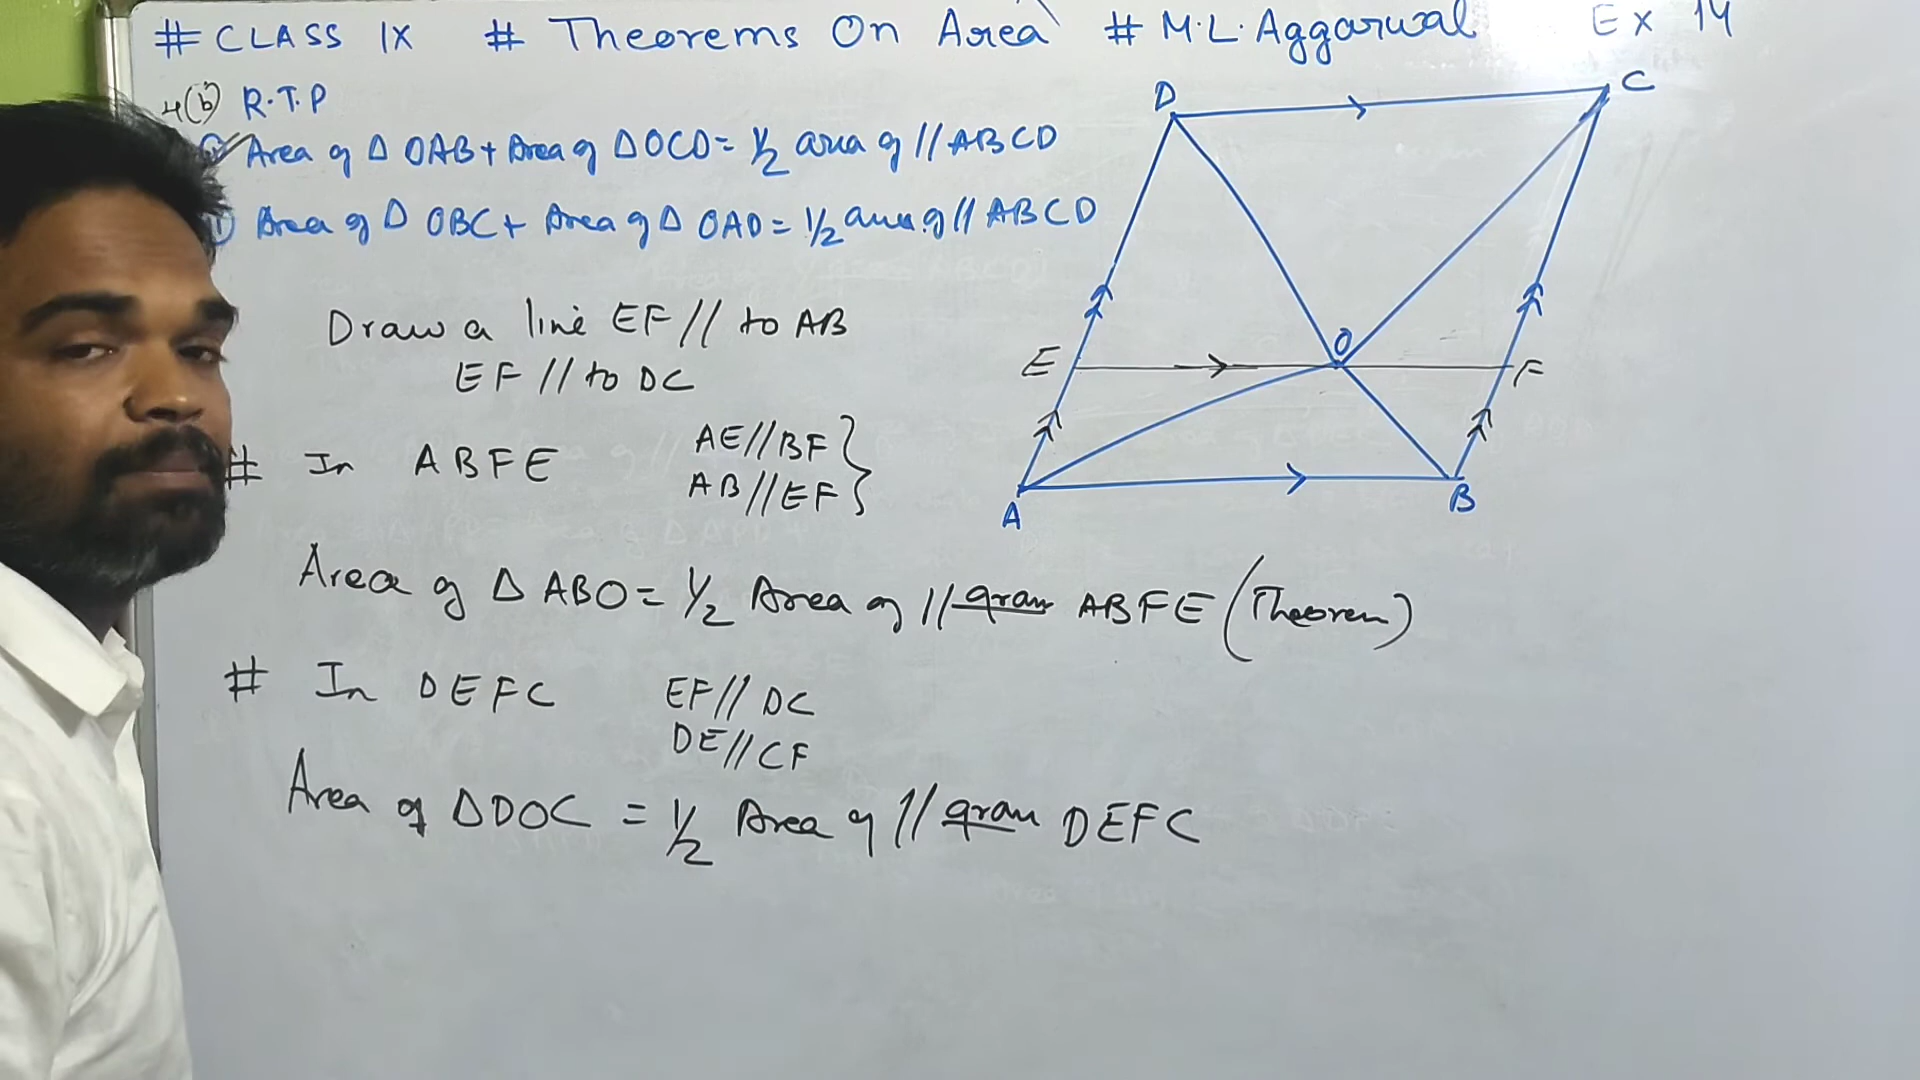 # CLASS IX # Theorems On Area # M.L. Aggarwal Ex 14
4(b) R.T.P
Area of Δ OAB + Area of Δ OCD = 1/2 area of // ABCD
Area of Δ OBC + Area of Δ OAD = 1/2 area of // ABCD
Draw a line EF // to AB
EF // to DC
# In ABFE AE // BF
AB // EF
Area of Δ ABO = 1/2 Area of // gram ABFE (Theorem)
# In DEFC EF // DC
DE // CF
Area of Δ DOC = 1/2 Area of // gram DEFC
D
C
E
O
F
A
B